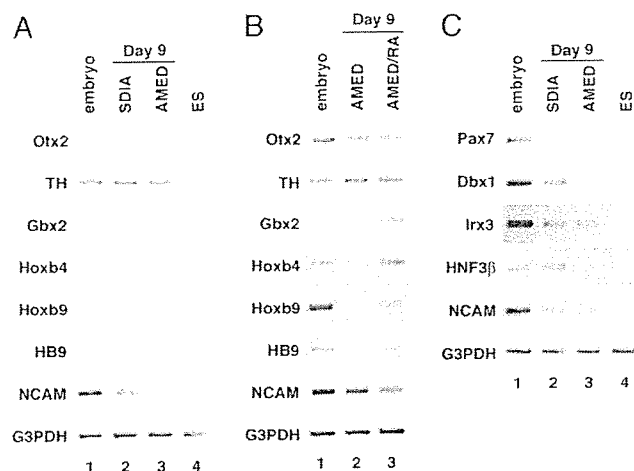 A
Day 9
embryo
SDIA
AMED
ES
Otx2
TH
Gbx2
Hoxb4
Hoxb9
HB9
NCAM
G3PDH
1 2 3 4
B
Day 9
embryo
AMED
AMED/RA
Otx2
TH
Gbx2
Hoxb4
Hoxb9
HB9
NCAM
G3PDH
1 2 3
C
Day 9
embryo
SDIA
AMED
ES
Pax7
Dbx1
Irx3
HNF3β
NCAM
G3PDH
1 2 3 4